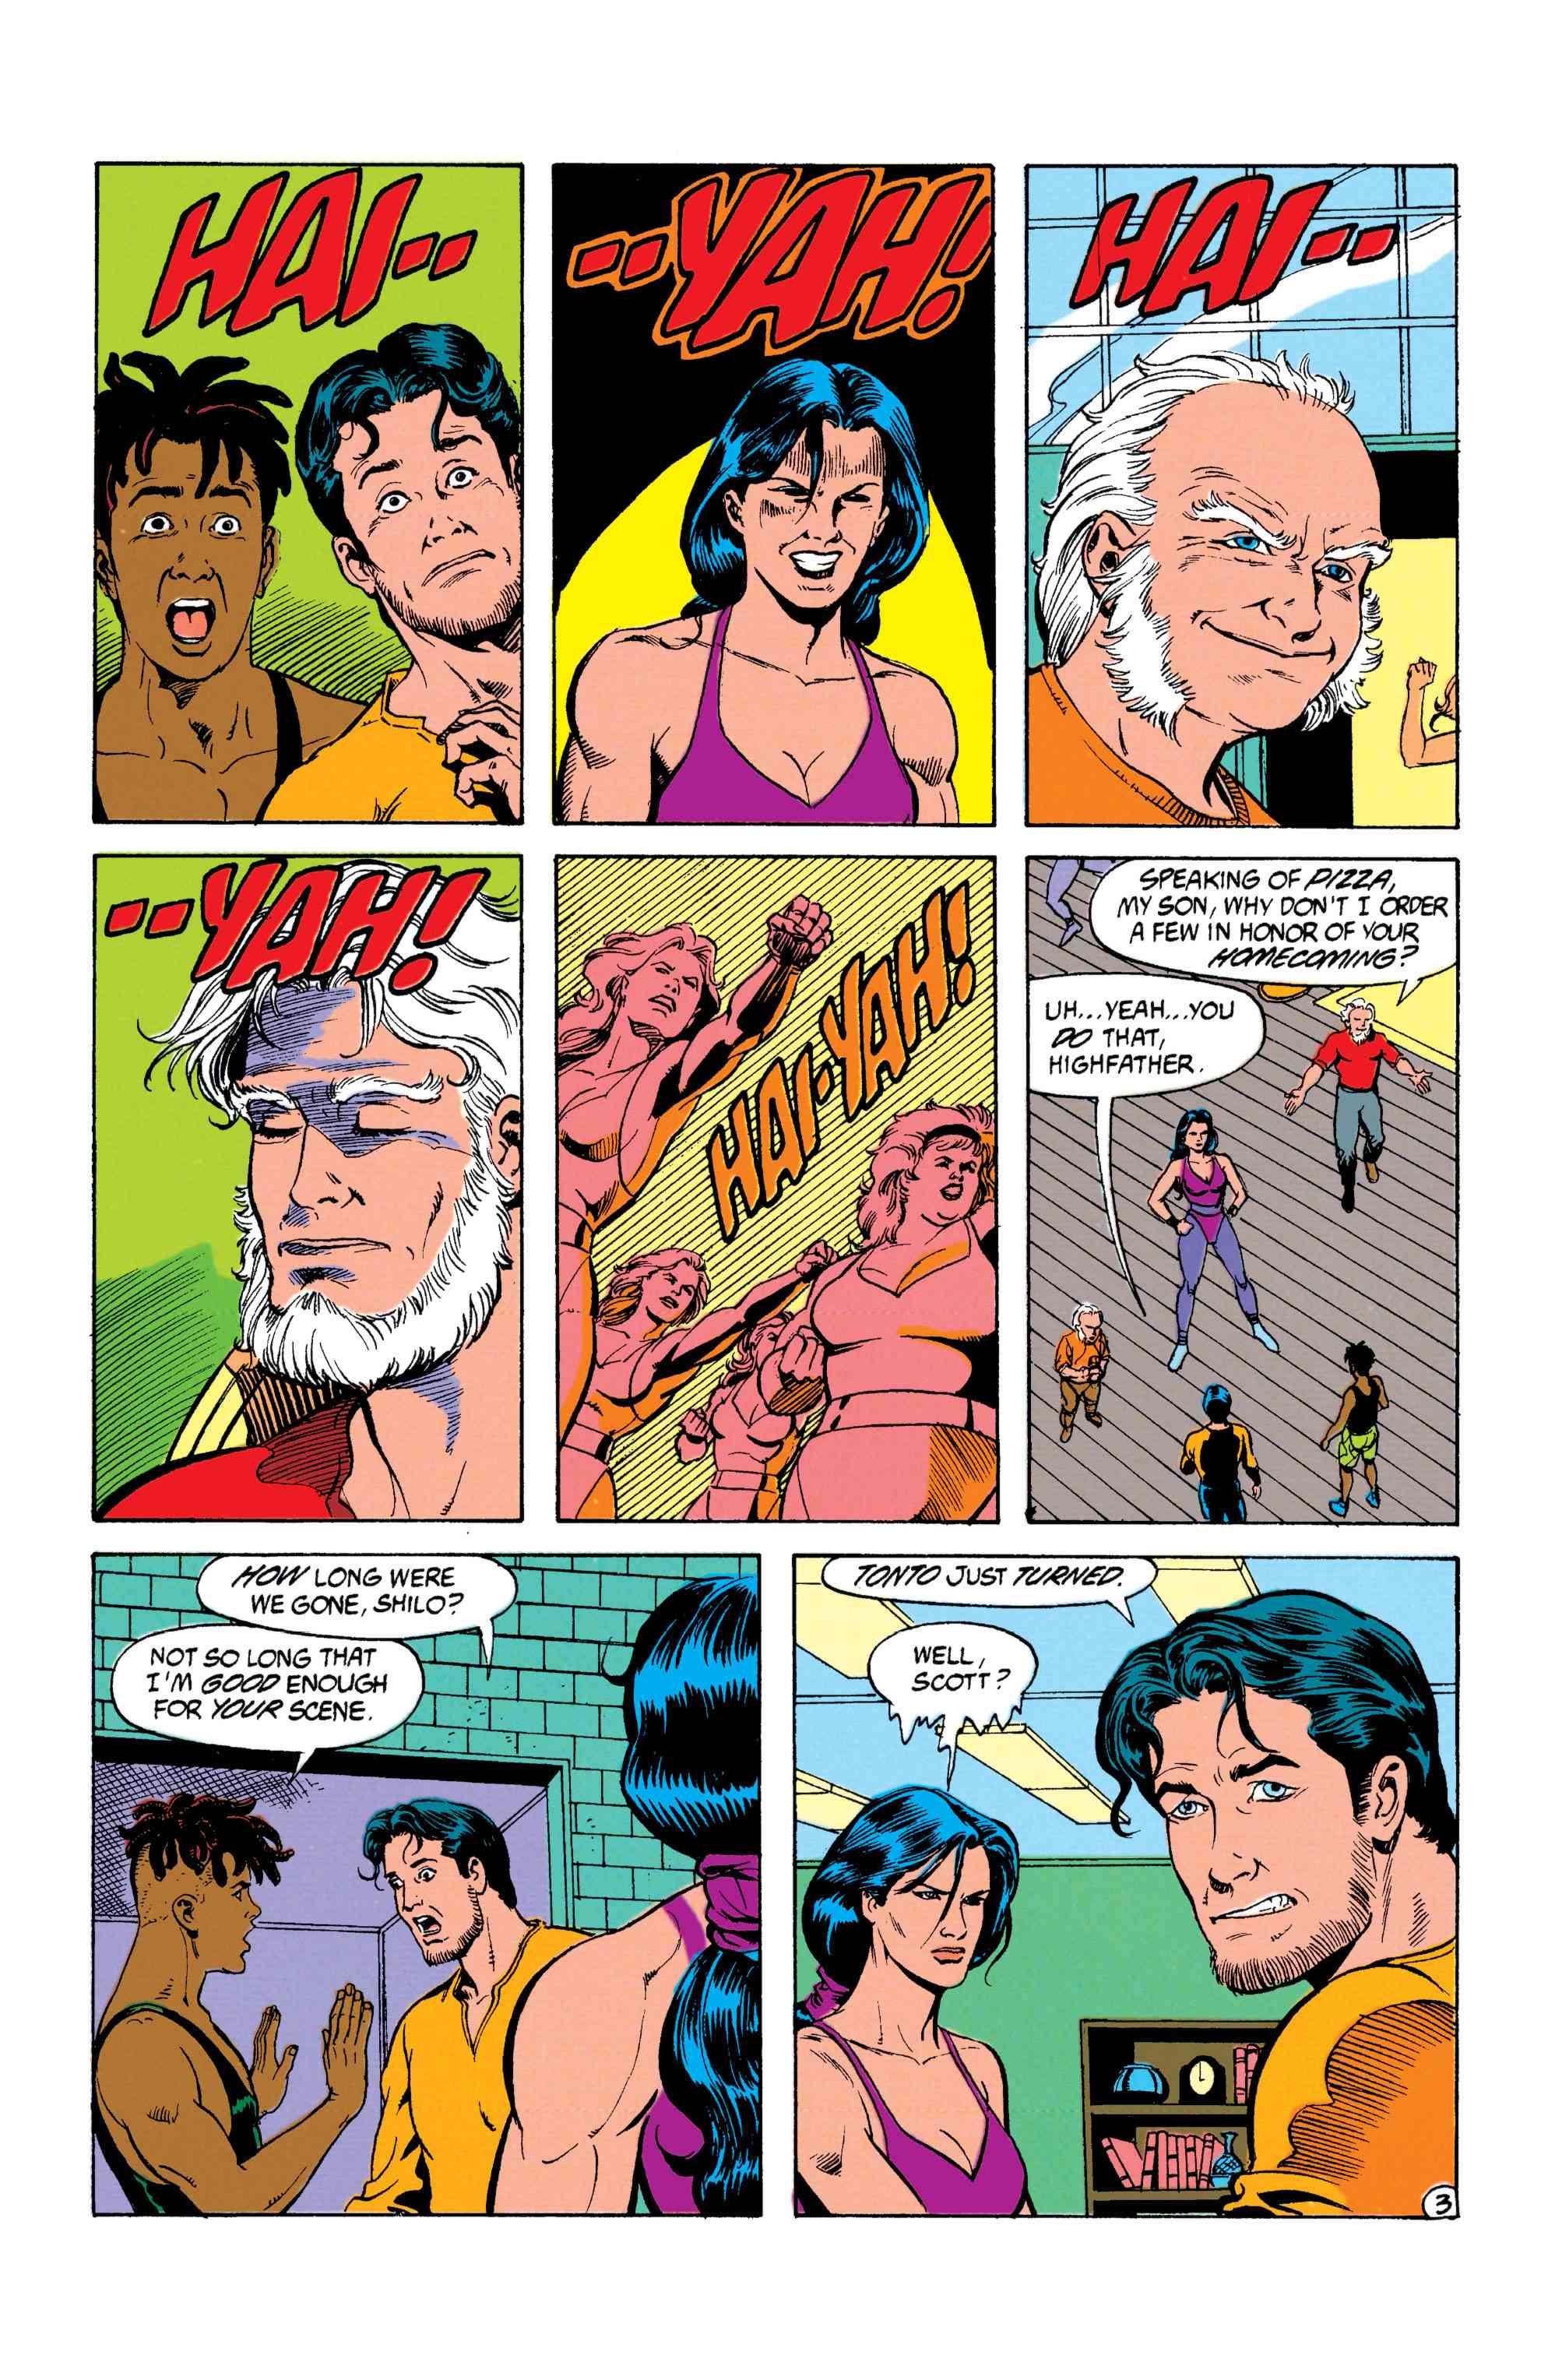 HAI--
--YAH!
HAI--
--YAH!
HAI-YAH!
SPEAKING OF PIZZA,
MY SON, WHY DON'T I ORDER
A FEW IN HONOR OF YOUR
HOMECOMING?
UH...YEAH...YOU
DO THAT,
HIGHFATHER.
HOW LONG WERE
WE GONE, SHILO?
NOT SO LONG THAT
I'M GOOD ENOUGH
FOR YOUR SCENE.
TONTO JUST TURNED.
WELL,
SCOTT?
3